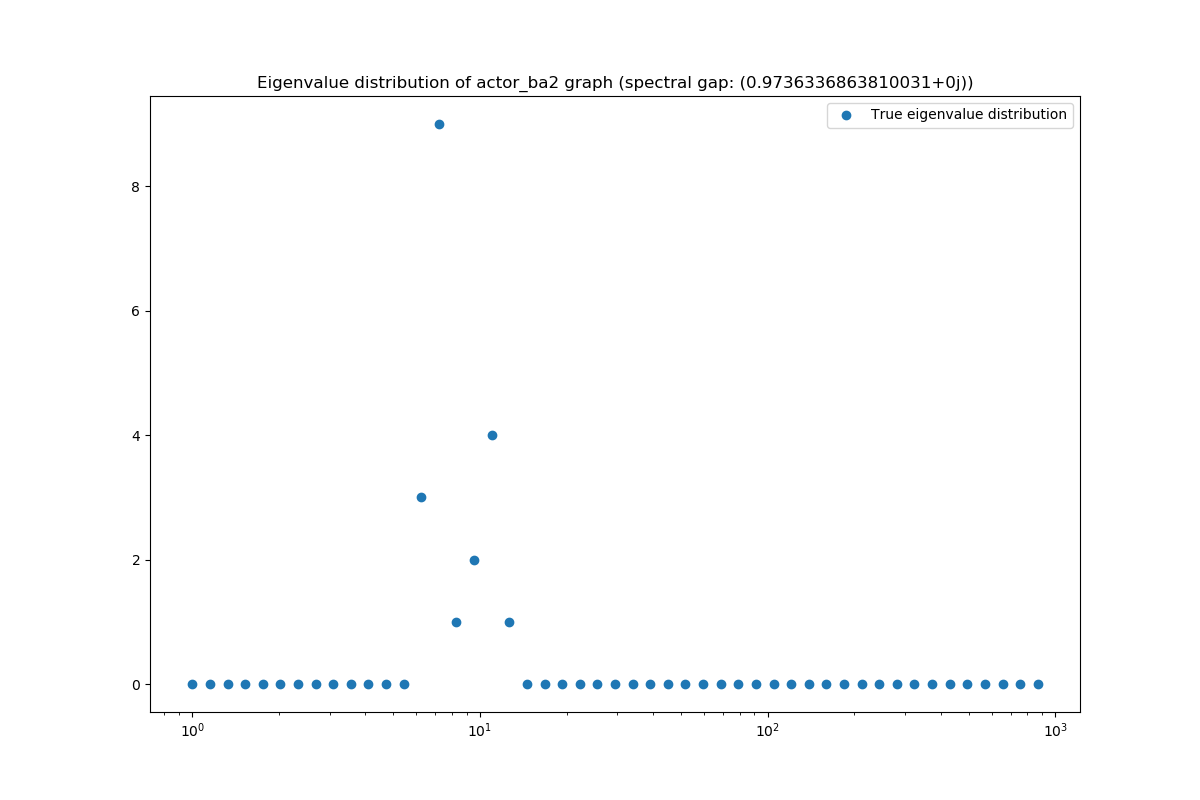 Eigenvalue distribution of actor_ba2 graph (spectral gap: (0.9736336863810031+0j))
True eigenvalue distribution
8
6
4
2
0
10⁰ 10¹ 10² 10³